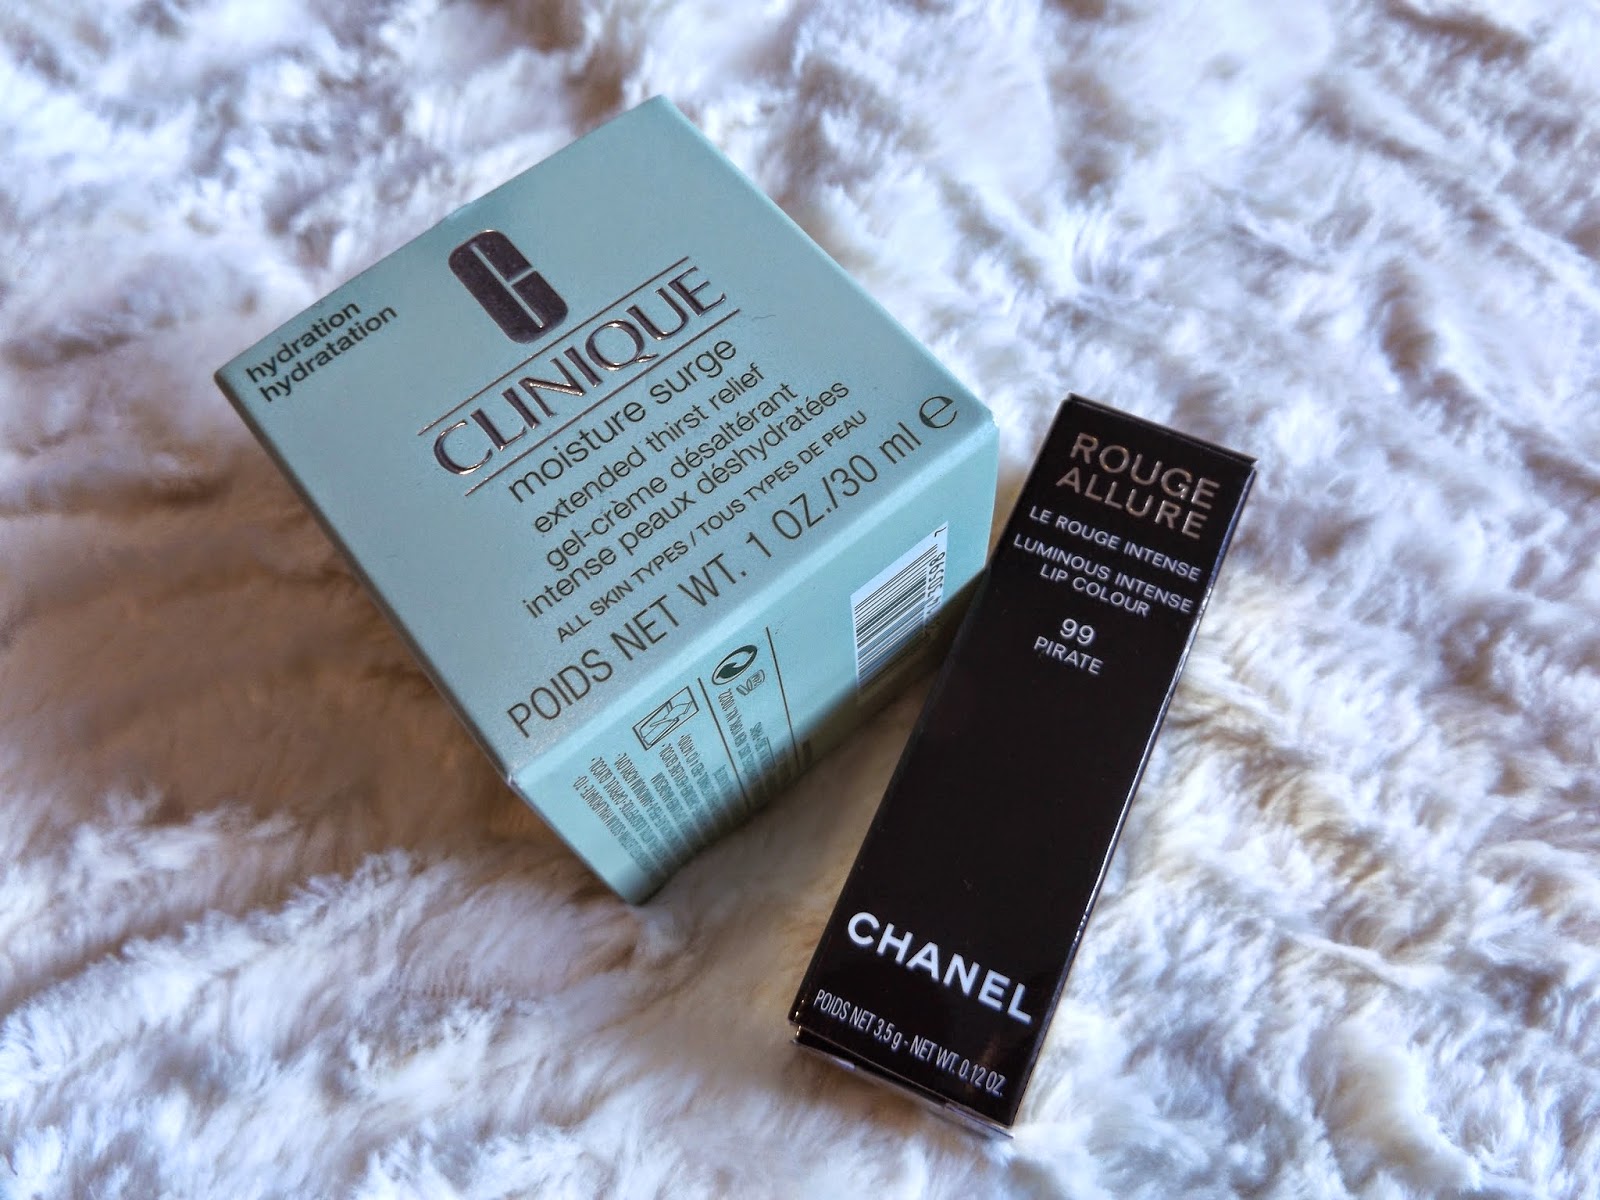 hydration
hydratation
CLINIQUE
moisture surge
extended thirst relief
gel-crème désaltérant
intense peaux déshydratées
ALL SKIN TYPES / TOUS TYPES DE PEAU
POIDS NET WT. 1 OZ./30 ml ℮
ROUGE
ALLURE
LE ROUGE INTENSE
LUMINOUS INTENSE
LIP COLOUR
99
PIRATE
CHANEL
POIDS NET 3,5 g - NET WT. 0.12 OZ.